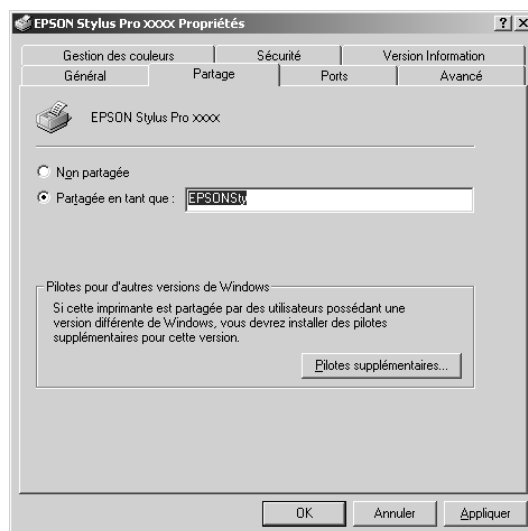 EPSON Stylus Pro xxxx Propriétés
Gestion des couleurs Sécurité Version Information
Général Partage Ports Avancé
EPSON Stylus Pro xxxx
Non partagée
Partagée en tant que : EPSONSty
Pilotes pour d'autres versions de Windows
Si cette imprimante est partagée par des utilisateurs possédant une
version différente de Windows, vous devrez installer des pilotes
supplémentaires pour cette version.
Pilotes supplémentaires...
OK Annuler Appliquer